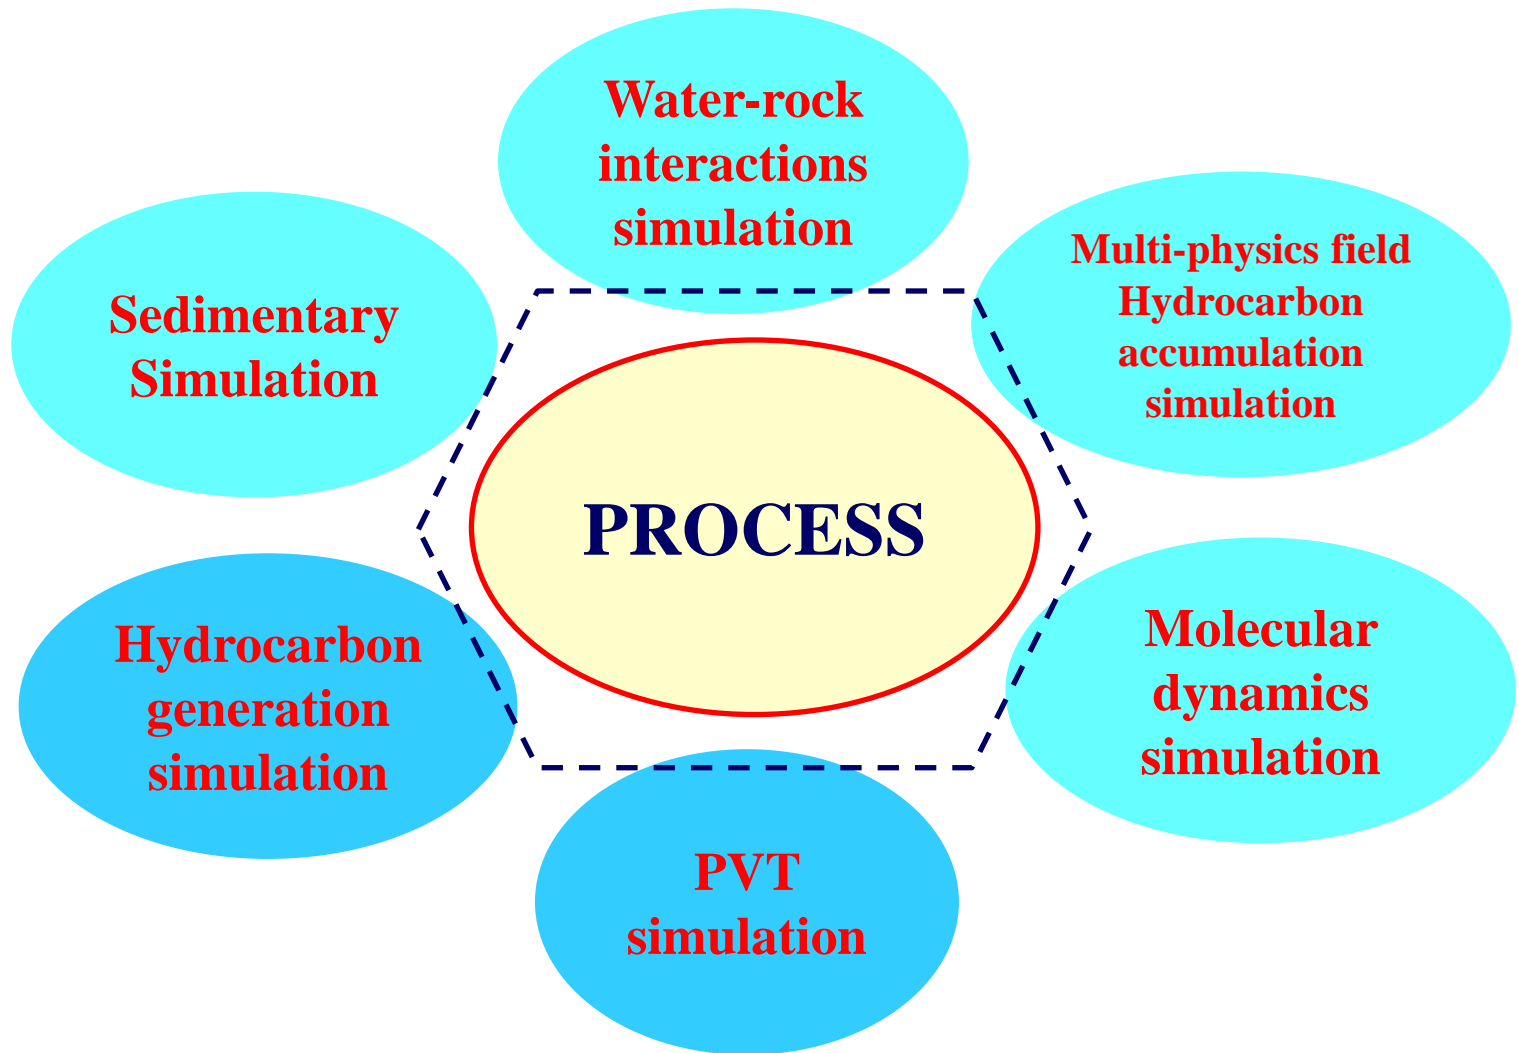 Water-rock
interactions
simulation
Multi-physics field
Hydrocarbon
accumulation
simulation
Sedimentary
Simulation
PROCESS
Hydrocarbon
generation
simulation
Molecular
dynamics
simulation
PVT
simulation